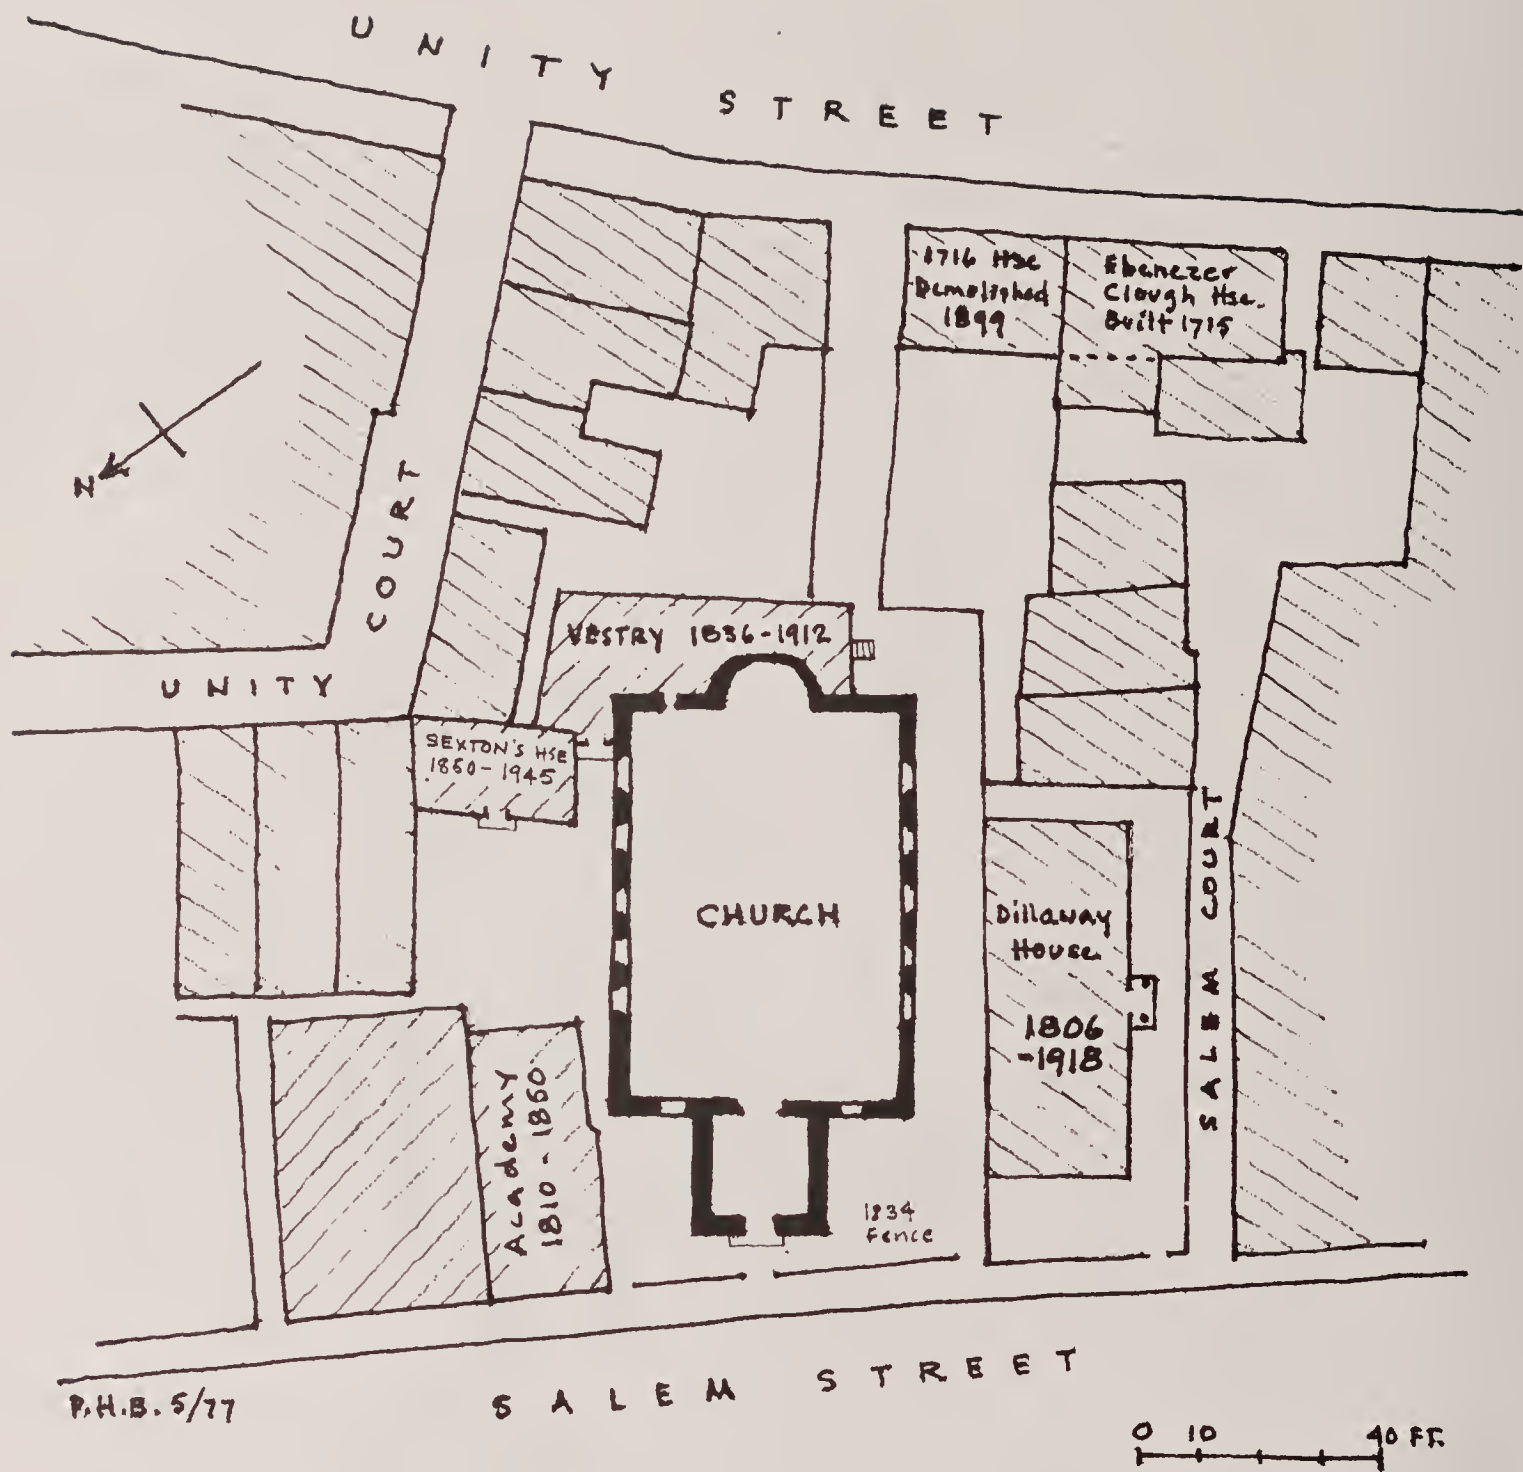 UNITY STREET
1716 Hse
Demolished
1899
Ebenezer
Clough Hse.
Built 1715
N
UNITY COURT
VESTRY 1836-1912
SEXTON'S HSE
1850-1945
CHURCH
Dillaway
House
1806
-1918
SALEM COURT
Academy
1810-1850
1834
Fence
SALEM STREET
P.H.B. 5/77
0 10 40 FT.